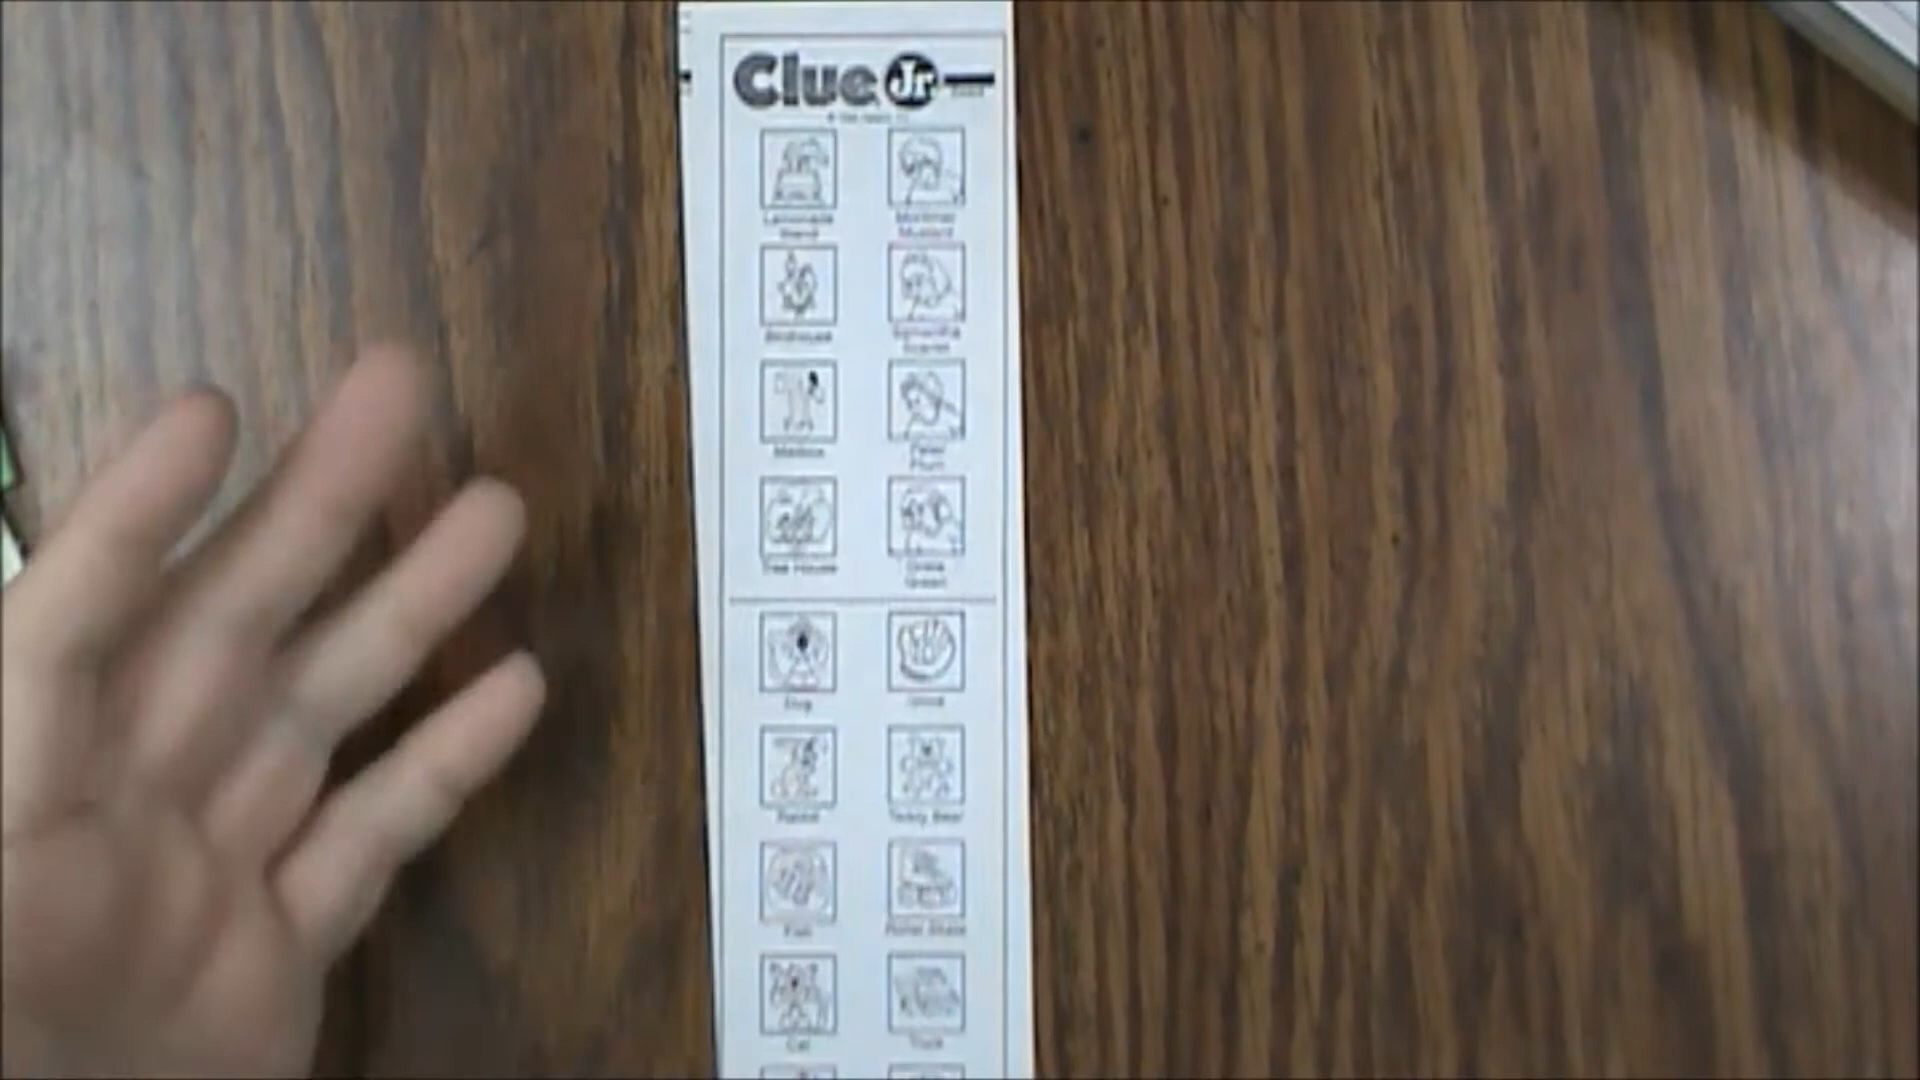 Clue Jr
Lemonade
Stand
Mortimer
Mustard
Birdhouse
Samantha
Scarlet
Mailbox
Peter
Plum
Tree House
Greta
Green
Dog
Glove
Rabbit
Teddy Bear
Fish
Roller Skate
Cat
Truck